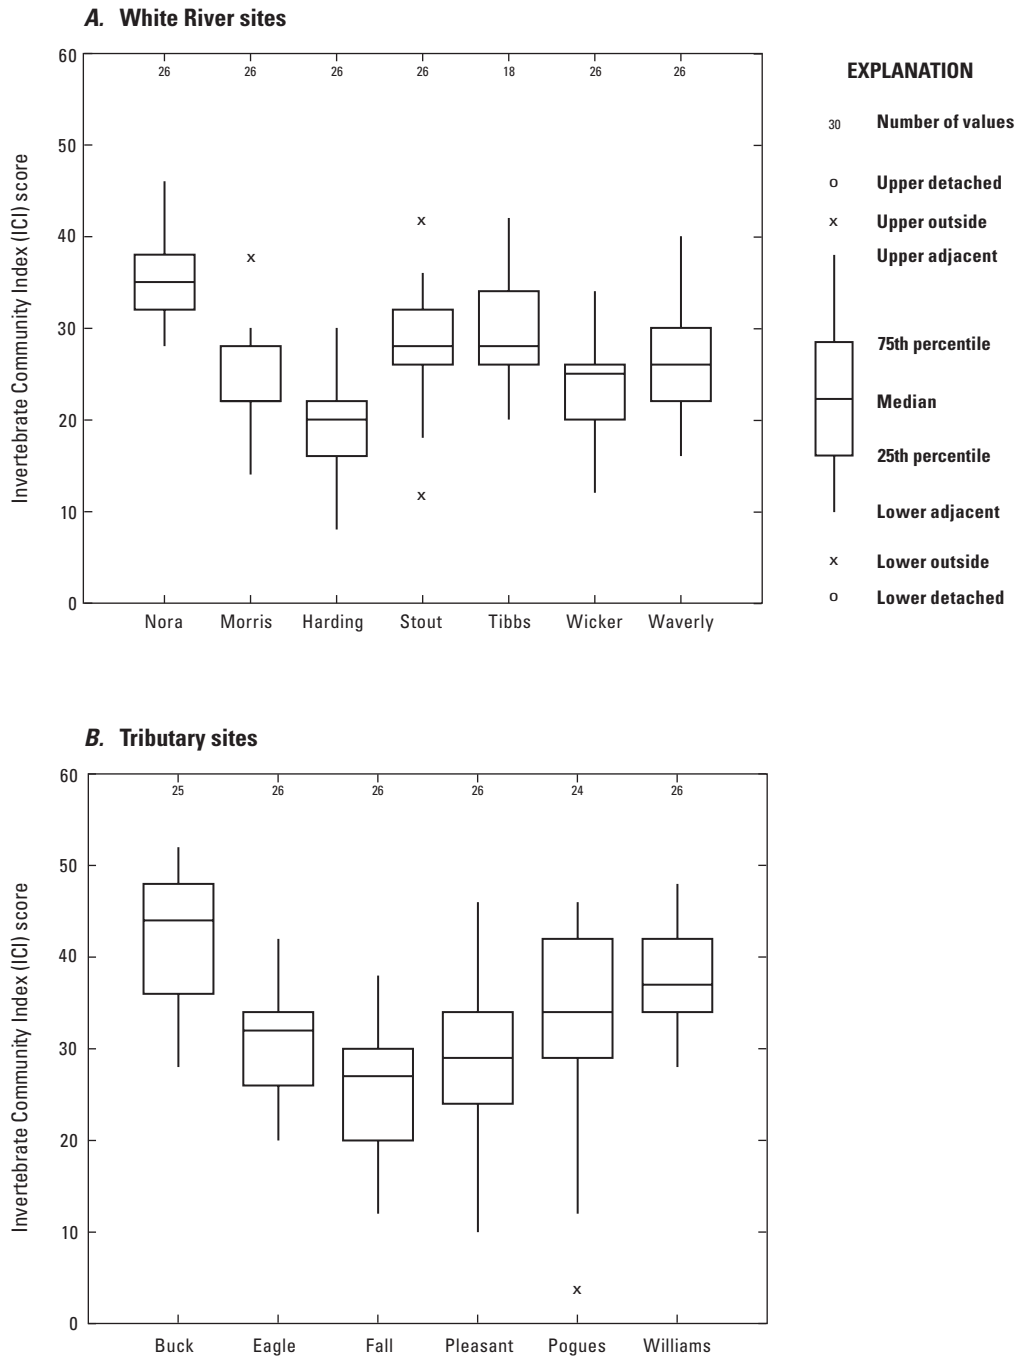 A. White River sites
Invertebrate Community Index (ICI) score
60
50
40
30
20
10
0
26 26 26 26 18 26 26
x
x
x
Nora Morris Harding Stout Tibbs Wicker Waverly
EXPLANATION
30 Number of values
o Upper detached
x Upper outside
Upper adjacent
75th percentile
Median
25th percentile
Lower adjacent
x Lower outside
o Lower detached
B. Tributary sites
Invertebrate Community Index (ICI) score
60
50
40
30
20
10
0
25 26 26 26 24 26
x
Buck Eagle Fall Pleasant Pogues Williams